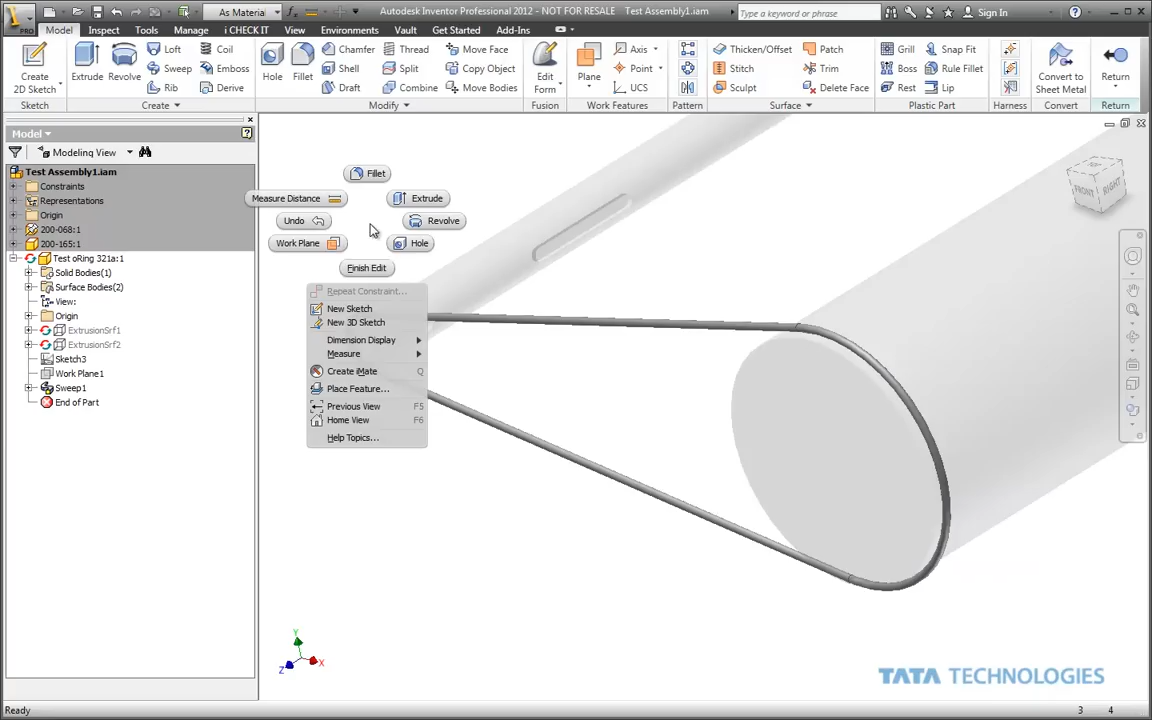 PRO
As Material
Autodesk Inventor Professional 2012 - NOT FOR RESALE Test Assembly1.iam
Type a keyword or phrase
Sign In
Model Inspect Tools Manage i CHECK IT View Environments Vault Get Started Add-Ins
Create 2D Sketch
Extrude
Revolve
Loft
Sweep
Rib
Coil
Emboss
Derive
Hole
Fillet
Chamfer
Shell
Draft
Thread
Split
Combine
Move Face
Copy Object
Move Bodies
Edit Form
Plane
Axis
Point
UCS
Thicken/Offset
Stitch
Sculpt
Patch
Trim
Delete Face
Grill
Boss
Rest
Snap Fit
Rule Fillet
Lip
Convert to Sheet Metal
Return
Sketch
Create
Modify
Fusion
Work Features
Pattern
Surface
Plastic Part
Harness
Convert
Return
Model
Modeling View
Test Assembly1.iam
Constraints
Representations
Origin
200-068:1
200-165:1
Test oRing 321a:1
Solid Bodies(1)
Surface Bodies(2)
View:
Origin
ExtrusionSrf1
ExtrusionSrf2
Sketch3
Work Plane1
Sweep1
End of Part
Fillet
Measure Distance
Extrude
Undo
Revolve
Work Plane
Hole
Finish Edit
Repeat Constraint...
New Sketch
New 3D Sketch
Dimension Display
Measure
Create iMate Q
Place Feature...
Previous View F5
Home View F6
Help Topics...
FRONT
RIGHT
Y
Z
X
TATA TECHNOLOGIES
Ready
3 4